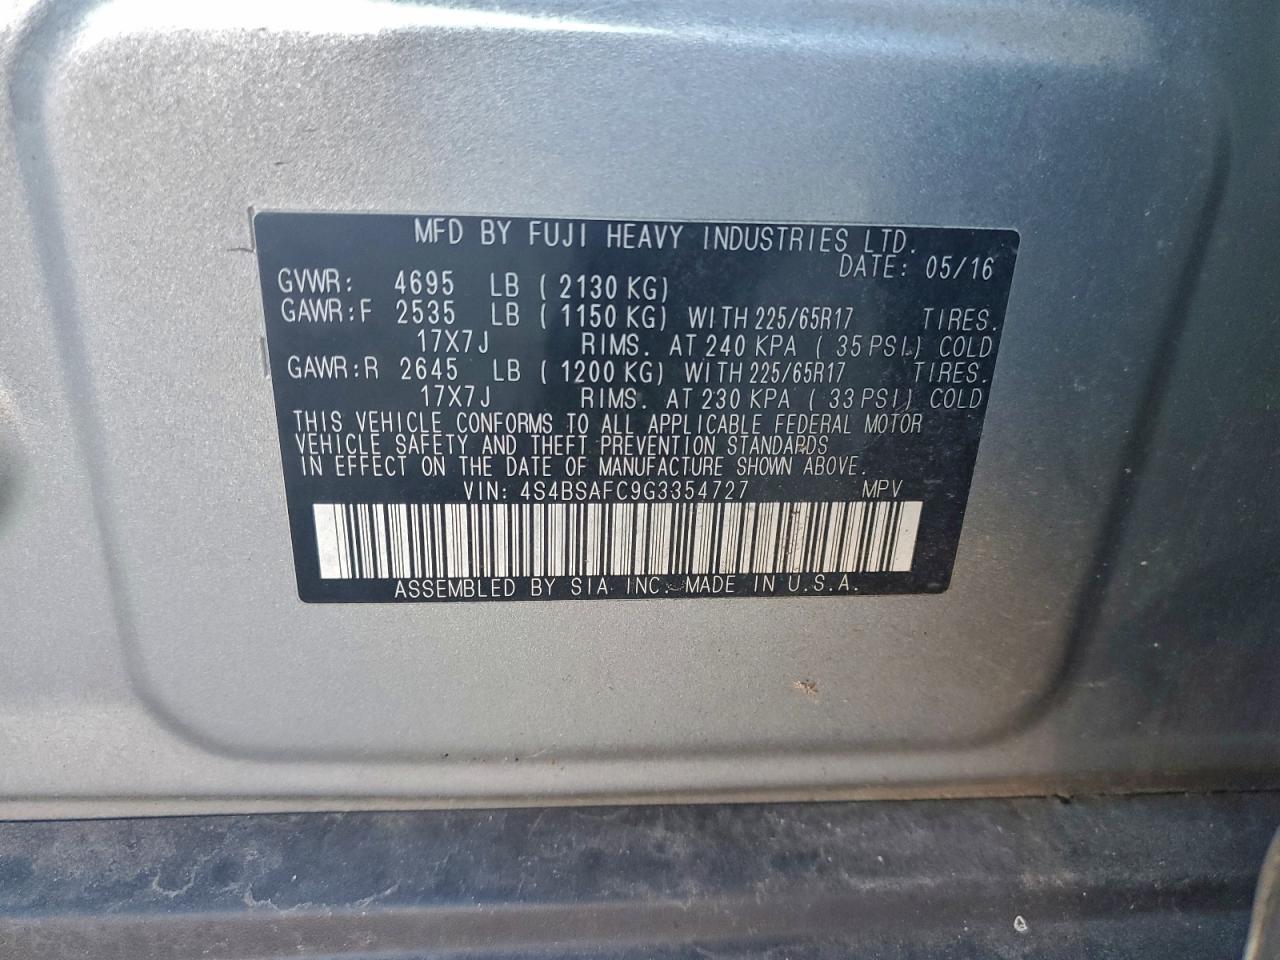 MFD BY FUJI HEAVY INDUSTRIES LTD.
DATE: 05/16
GVWR: 4695 LB ( 2130 KG)
GAWR:F 2535 LB ( 1150 KG) WITH 225/65R17 TIRES.
17X7J RIMS. AT 240 KPA ( 35 PSI) COLD
GAWR:R 2645 LB ( 1200 KG) WITH 225/65R17 TIRES.
17X7J RIMS. AT 230 KPA ( 33 PSI) COLD
THIS VEHICLE CONFORMS TO ALL APPLICABLE FEDERAL MOTOR
VEHICLE SAFETY AND THEFT PREVENTION STANDARDS
IN EFFECT ON THE DATE OF MANUFACTURE SHOWN ABOVE.
VIN: 4S4BSAFC9G3354727 MPV
ASSEMBLED BY SIA INC. MADE IN U.S.A.